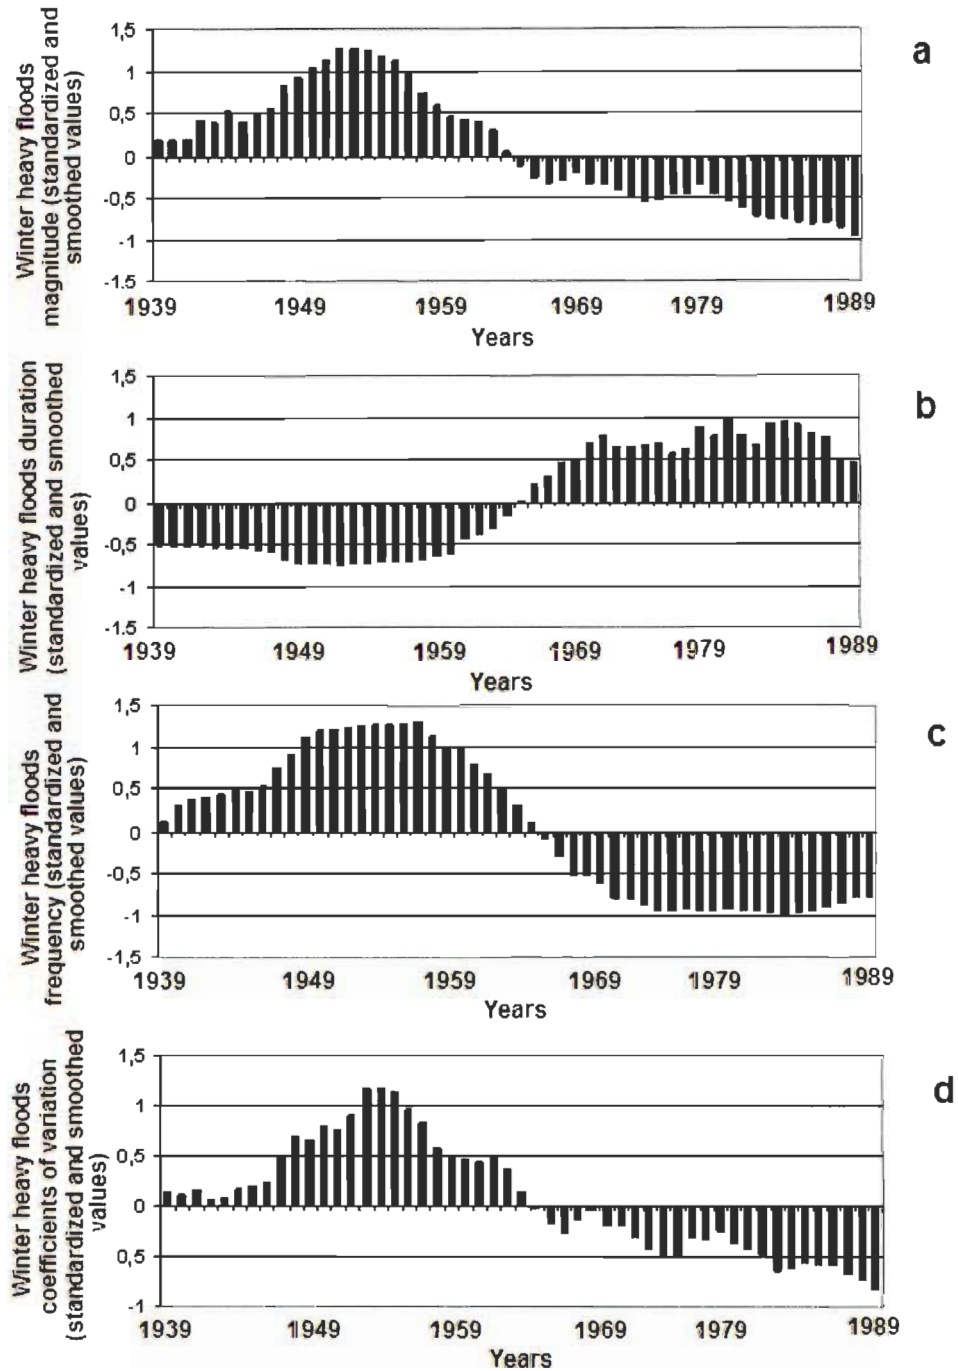 Winter heavy floods
magnitude (standardized and
smoothed values)
1,5
1
0,5
0
-0,5
-1
-1.5
1939 1949 1959 1969 1979 1989
Years
a
Winter heavy floods duration
(standardized and smoothed
values)
1,5
1
0,5
0
-0,5
-1
-1.5
1939 1949 1959 1969 1979 1989
Years
b
Winter heavy floods
frequency (standardized and
smoothed values)
1,5
1
0,5
0
-0,5
-1
-1,5
1939 1949 1959 1969 1979 1989
Years
c
Winter heavy floods
coefficients of variation
(standardized and smoothed
values)
1,5
1
0,5
0
0,5
-1
1939 1949 1959 1969 1979 1989
Years
d